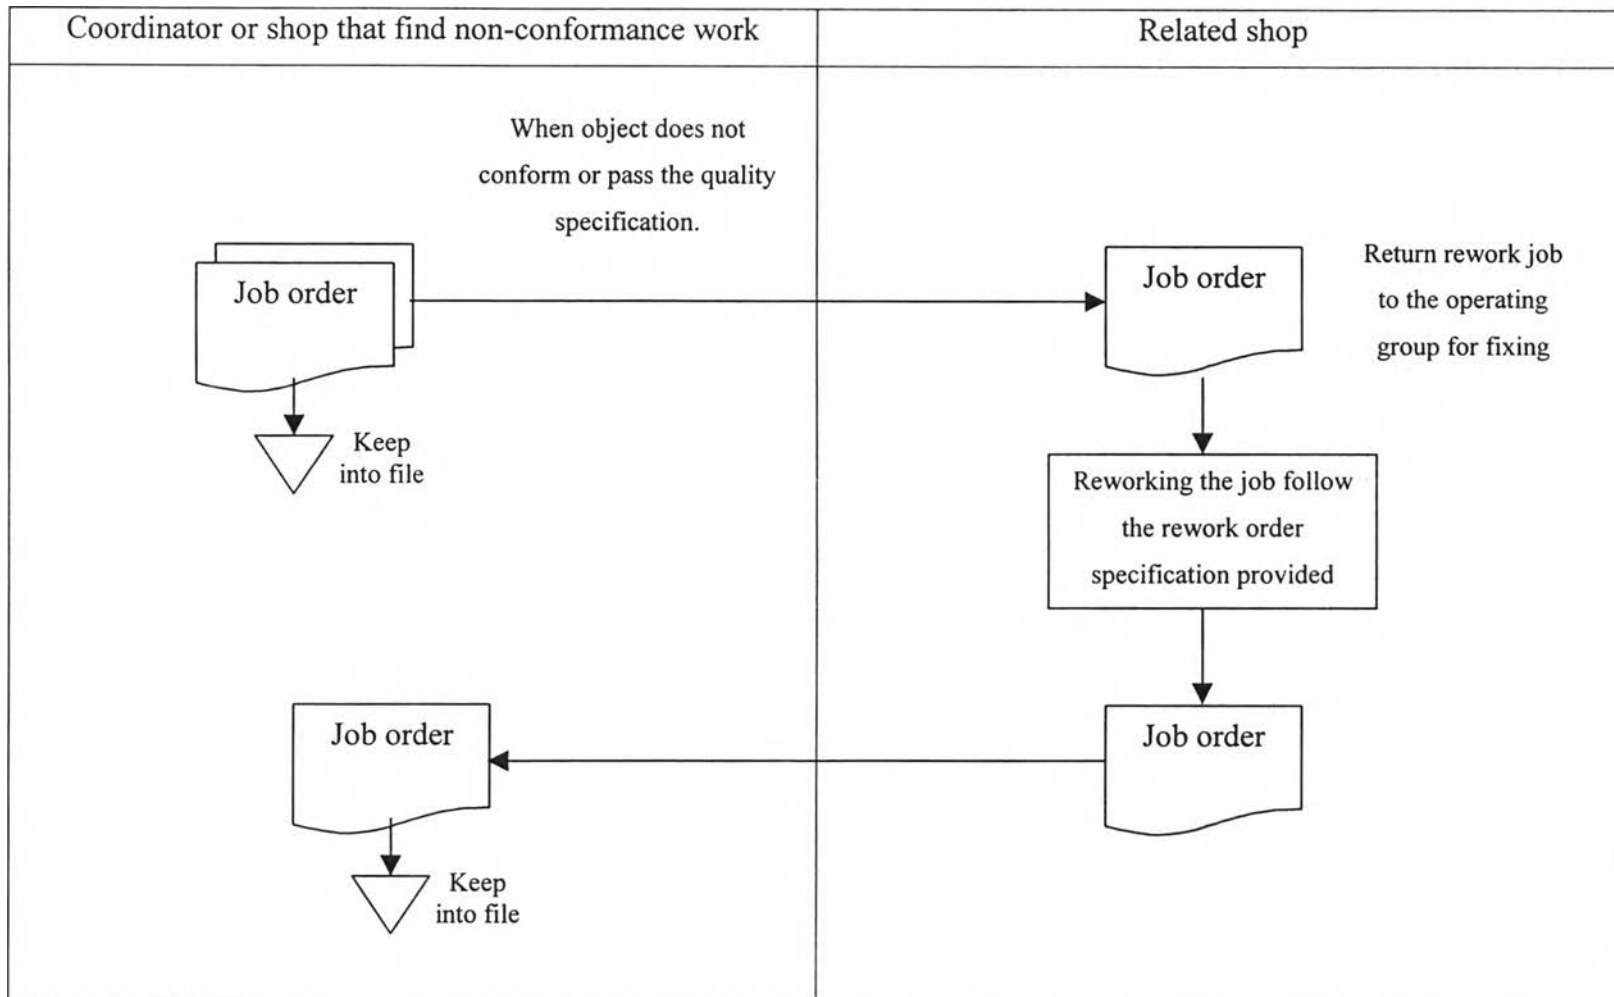 Coordinator or shop that find non-conformance work
Related shop
When object does not
conform or pass the quality
specification.
Job order
Job order
Return rework job
to the operating
group for fixing
Keep
into file
Reworking the job follow
the rework order
specification provided
Job order
Job order
Keep
into file